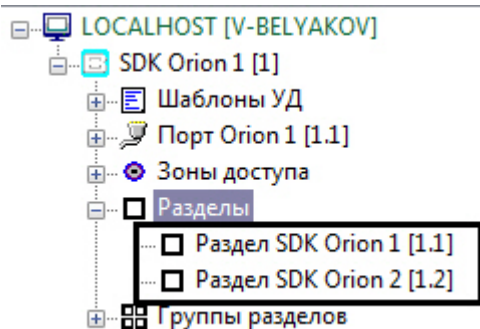 LOCALHOST [V-BELYAKOV]
SDK Orion 1 [1]
Шаблоны УД
Порт Orion 1 [1.1]
Зоны доступа
Разделы
Раздел SDK Orion 1 [1.1]
Раздел SDK Orion 2 [1.2]
Группы разделов